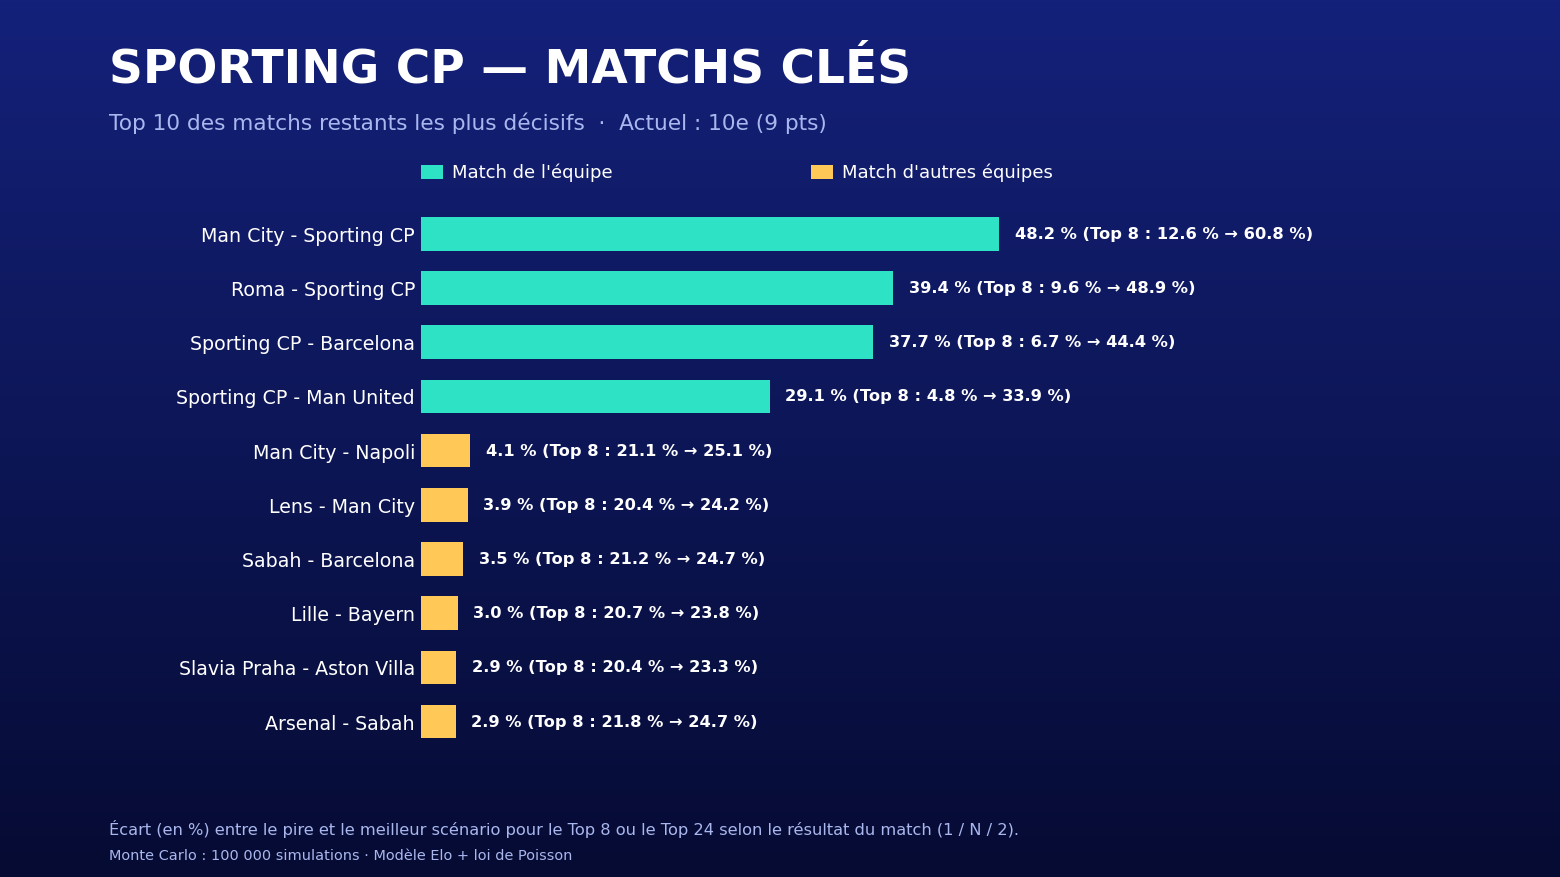 SPORTING CP — MATCHS CLÉS
Top 10 des matchs restants les plus décisifs · Actuel : 10e (9 pts)
Match de l'équipe
Match d'autres équipes
Man City - Sporting CP 48.2 % (Top 8 : 12.6 % → 60.8 %)
Roma - Sporting CP 39.4 % (Top 8 : 9.6 % → 48.9 %)
Sporting CP - Barcelona 37.7 % (Top 8 : 6.7 % → 44.4 %)
Sporting CP - Man United 29.1 % (Top 8 : 4.8 % → 33.9 %)
Man City - Napoli 4.1 % (Top 8 : 21.1 % → 25.1 %)
Lens - Man City 3.9 % (Top 8 : 20.4 % → 24.2 %)
Sabah - Barcelona 3.5 % (Top 8 : 21.2 % → 24.7 %)
Lille - Bayern 3.0 % (Top 8 : 20.7 % → 23.8 %)
Slavia Praha - Aston Villa 2.9 % (Top 8 : 20.4 % → 23.3 %)
Arsenal - Sabah 2.9 % (Top 8 : 21.8 % → 24.7 %)
Écart (en %) entre le pire et le meilleur scénario pour le Top 8 ou le Top 24 selon le résultat du match (1 / N / 2).
Monte Carlo : 100 000 simulations · Modèle Elo + loi de Poisson